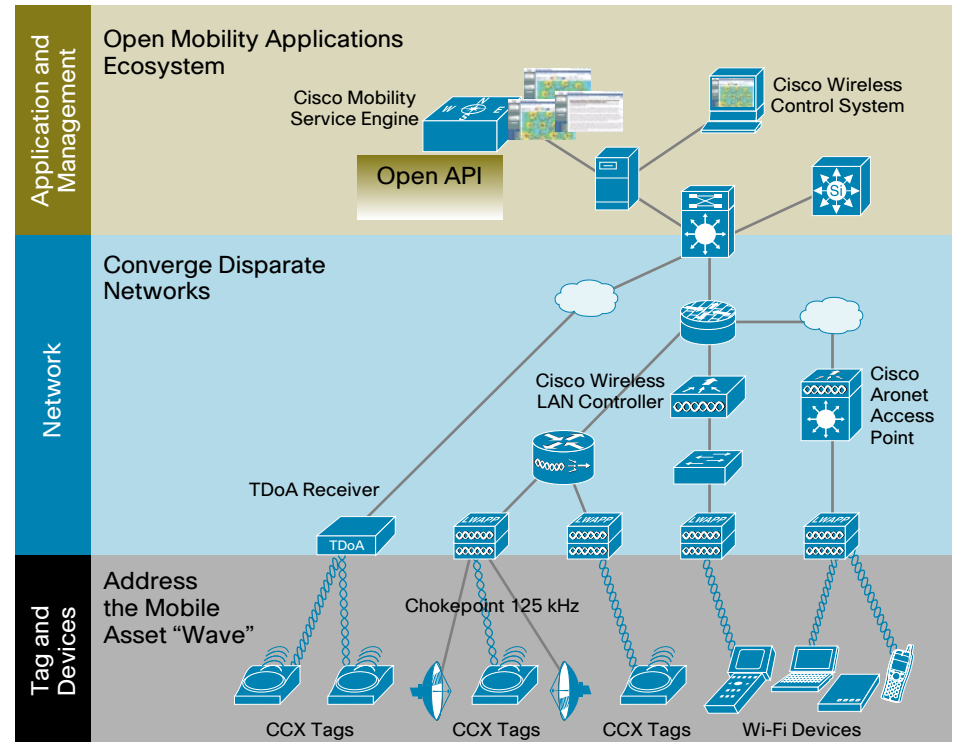 Application and
Management
Open Mobility Applications
Ecosystem
Cisco Mobility
Service Engine
W
N
E
S
Cisco Wireless
Control System
Open API
Si
Network
Converge Disparate
Networks
Cisco Wireless
LAN Controller
Cisco
Aronet
Access
Point
TDoA Receiver
TDoA
LWAPP
LWAPP
LWAPP
LWAPP
Tag and
Devices
Address
the Mobile
Asset “Wave”
Chokepoint 125 kHz
CCX Tags
CCX Tags
CCX Tags
Wi-Fi Devices